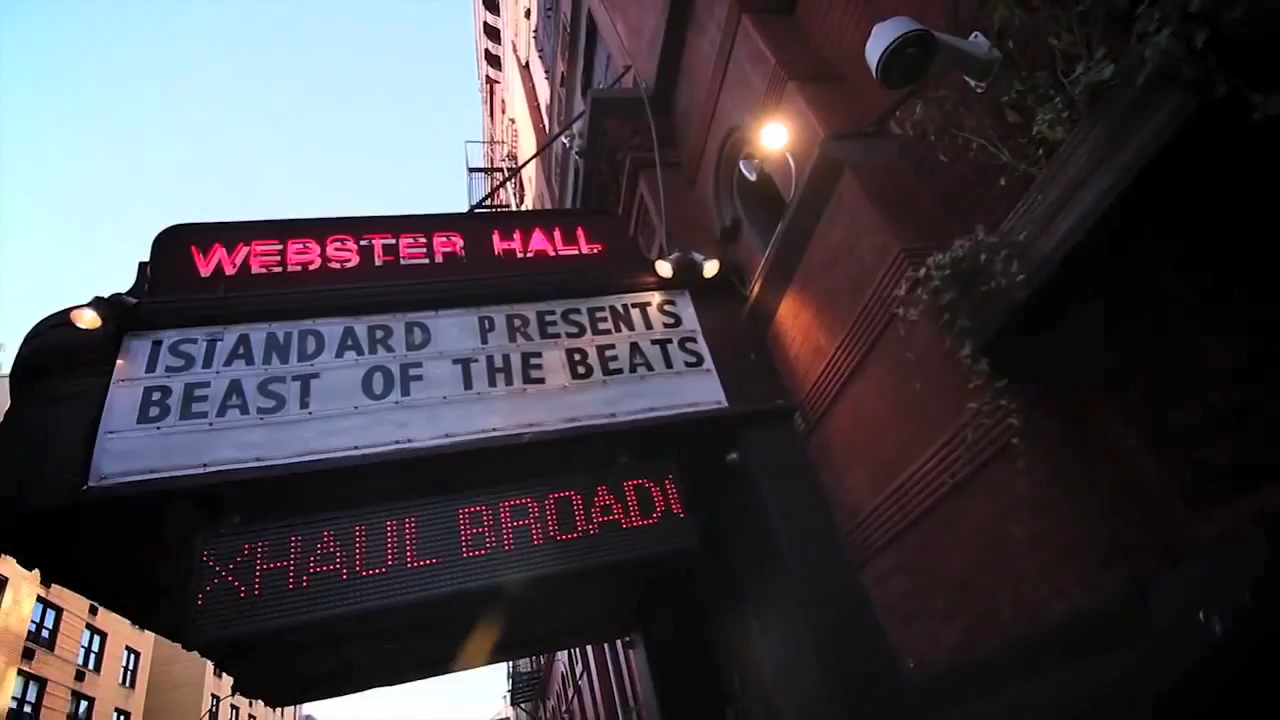 WEBSTER HALL
ISTANDARD PRESENTS
BEAST OF THE BEATS
XHAUL BROAD